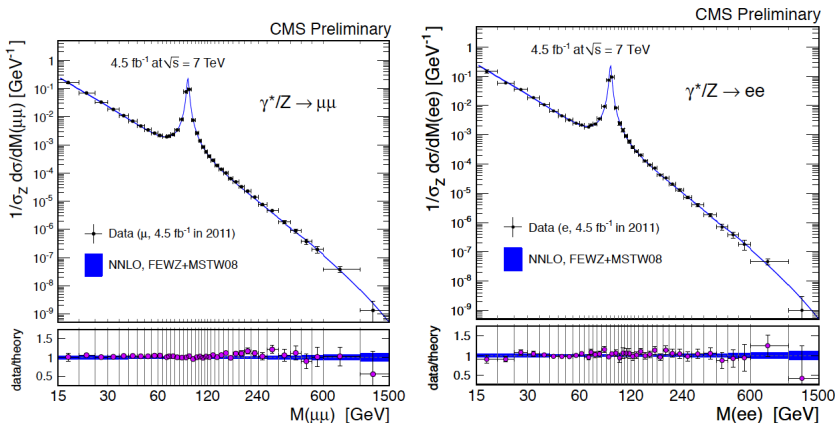 CMS Preliminary
4.5 fb⁻¹ at √s = 7 TeV
γ*/Z → μμ
1/σ_Z dσ/dM(μμ) [GeV⁻¹]
1
10⁻¹
10⁻²
10⁻³
10⁻⁴
10⁻⁵
10⁻⁶
10⁻⁷
10⁻⁸
10⁻⁹
Data (μ, 4.5 fb⁻¹ in 2011)
NNLO, FEWZ+MSTW08
data/theory
1.5
1
0.5
15 30 60 120 240 600 1500
M(μμ) [GeV]
CMS Preliminary
4.5 fb⁻¹ at √s = 7 TeV
γ*/Z → ee
1/σ_Z dσ/dM(ee) [GeV⁻¹]
1
10⁻¹
10⁻²
10⁻³
10⁻⁴
10⁻⁵
10⁻⁶
10⁻⁷
10⁻⁸
10⁻⁹
Data (e, 4.5 fb⁻¹ in 2011)
NNLO, FEWZ+MSTW08
data/theory
1.5
1.0
0.5
15 30 60 120 240 600 1500
M(ee) [GeV]